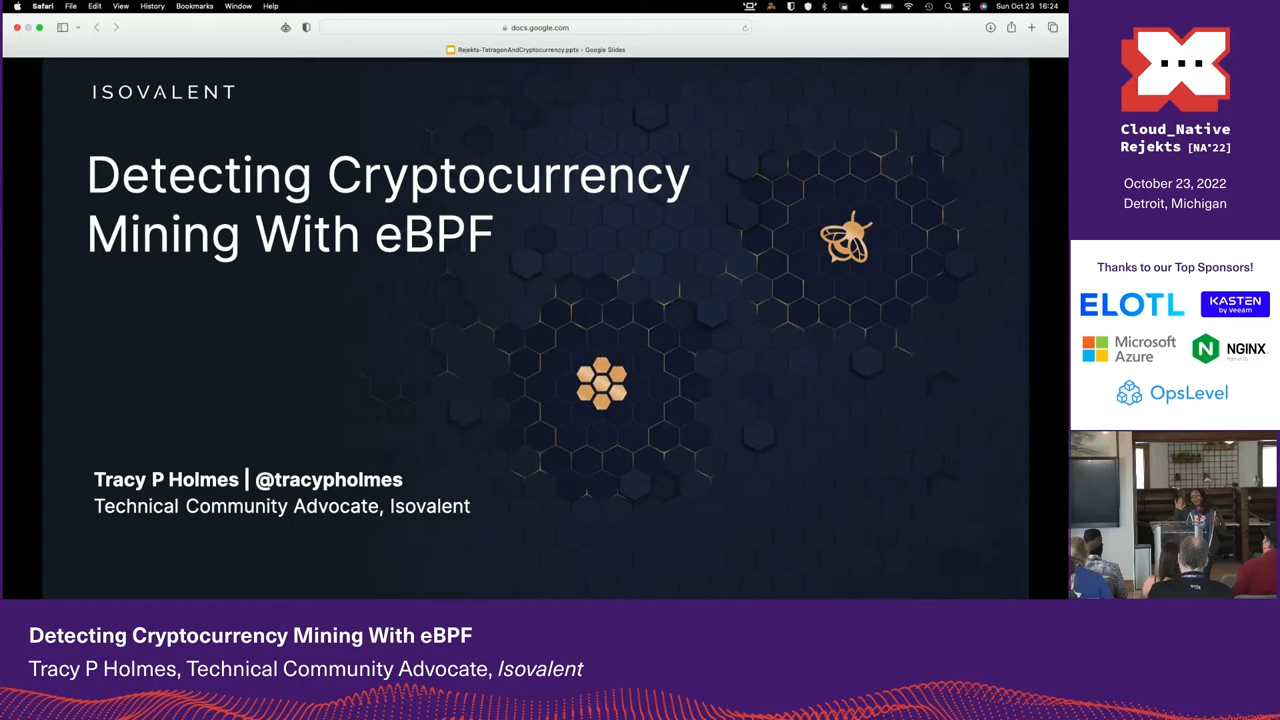 Safari File Edit View History Bookmarks Window Help
Sun Oct 23 16:24
docs.google.com
Rejekts-TetragonAndCryptocurrency.pptx - Google Slides
ISOVALENT
Detecting Cryptocurrency
Mining With eBPF
Tracy P Holmes | @tracypholmes
Technical Community Advocate, Isovalent
Cloud_Native
Rejekts [NA'22]
October 23, 2022
Detroit, Michigan
Thanks to our Top Sponsors!
ELOTL
KASTEN
by Veeam
Microsoft
Azure
NGINX
Part of F5
OpsLevel
Detecting Cryptocurrency Mining With eBPF
Tracy P Holmes, Technical Community Advocate, Isovalent